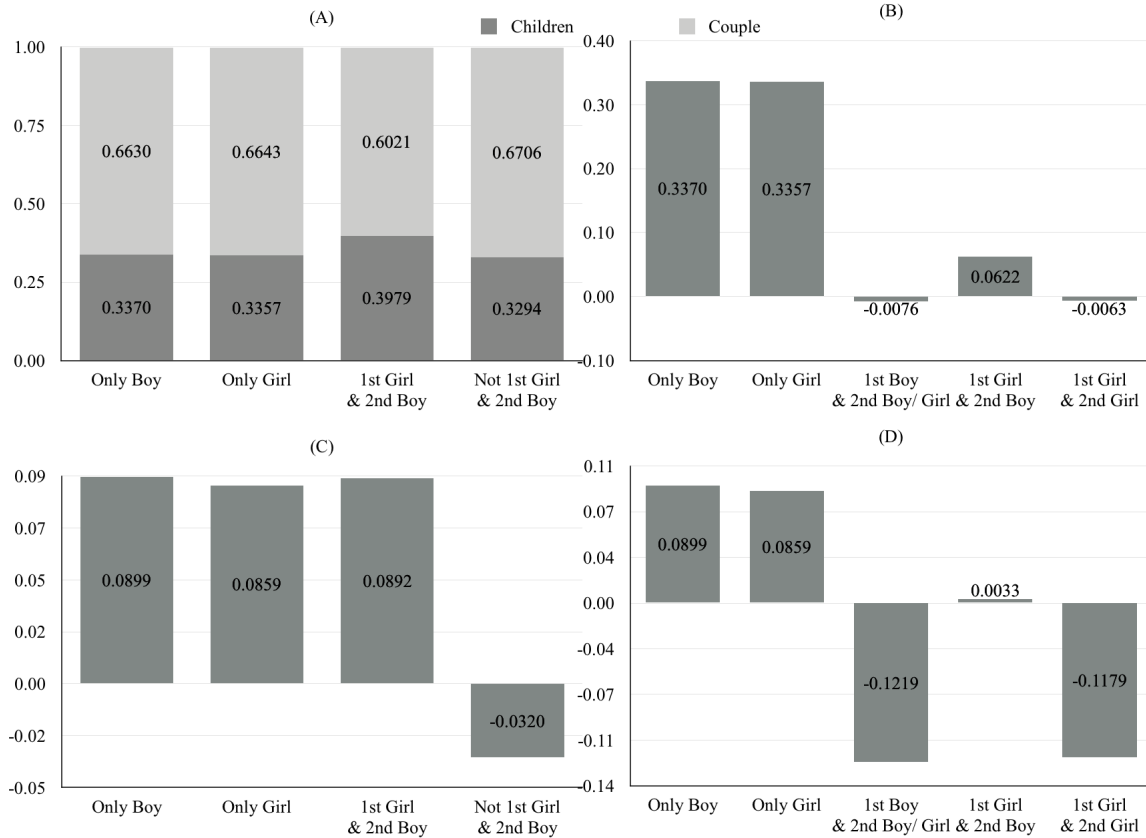 (A)
Children
Couple
1.00
0.75
0.50
0.25
0.00
0.6630
0.6643
0.6021
0.6706
0.3370
0.3357
0.3979
0.3294
Only Boy
Only Girl
1st Girl
& 2nd Boy
Not 1st Girl
& 2nd Boy
(B)
0.40
0.30
0.20
0.10
0.00
-0.10
0.3370
0.3357
-0.0076
0.0622
-0.0063
Only Boy
Only Girl
1st Boy
& 2nd Boy/ Girl
1st Girl
& 2nd Boy
1st Girl
& 2nd Girl
(C)
0.09
0.07
0.05
0.02
0.00
-0.02
-0.05
0.0899
0.0859
0.0892
-0.0320
Only Boy
Only Girl
1st Girl
& 2nd Boy
Not 1st Girl
& 2nd Boy
(D)
0.11
0.07
0.04
0.00
-0.04
-0.07
-0.11
-0.14
0.0899
0.0859
-0.1219
0.0033
-0.1179
Only Boy
Only Girl
1st Boy
& 2nd Boy/ Girl
1st Girl
& 2nd Boy
1st Girl
& 2nd Girl